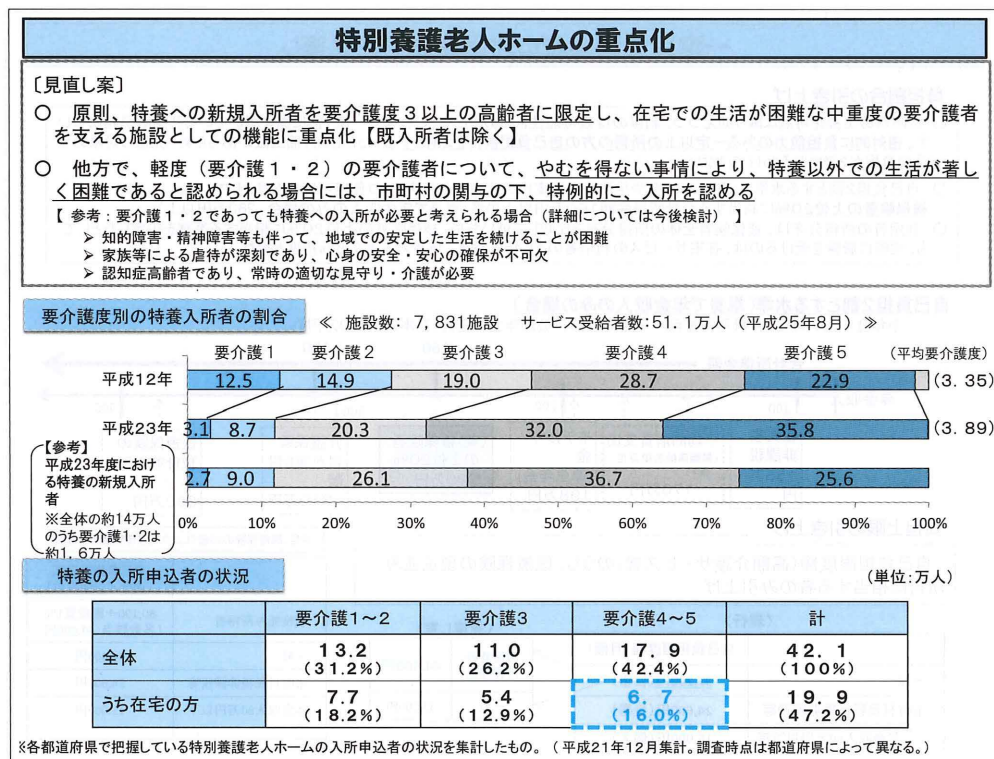 特別養護老人ホームの重点化
〔見直し案〕
○ 原則、特養への新規入所者を要介護度３以上の高齢者に限定し、在宅での生活が困難な中重度の要介護者
を支える施設としての機能に重点化【既入所者は除く】
○ 他方で、軽度（要介護１・２）の要介護者について、やむを得ない事情により、特養以外での生活が著し
く困難であると認められる場合には、市町村の関与の下、特例的に、入所を認める
【 参考：要介護１・２であっても特養への入所が必要と考えられる場合（詳細については今後検討） 】
➢ 知的障害・精神障害等も伴って、地域での安定した生活を続けることが困難
➢ 家族等による虐待が深刻であり、心身の安全・安心の確保が不可欠
➢ 認知症高齢者であり、常時の適切な見守り・介護が必要
要介護度別の特養入所者の割合
≪ 施設数：７，８３１施設 サービス受給者数：５１．１万人（平成２５年８月）≫
要介護１ 要介護２ 要介護３ 要介護４ 要介護５ （平均要介護度）
平成12年 12.5 14.9 19.0 28.7 22.9 (３．３５)
平成23年 3.1 8.7 20.3 32.0 35.8 (３．８９)
【参考】
平成23年度におけ
る特養の新規入所
者
※全体の約14万人
のうち要介護1・2は
約１．６万人
2.7 9.0 26.1 36.7 25.6
0% 10% 20% 30% 40% 50% 60% 70% 80% 90% 100%
特養の入所申込者の状況
（単位：万人）
要介護１～２ 要介護３ 要介護４～５ 計
全体 １３．２ １１．０ １７．９ ４２．１
（３１．２％） （２６．２％） （４２．４％） （１００％）
うち在宅の方 ７．７ ５．４ ６．７ １９．９
（１８．２％） （１２．９％） （１６．０％） （４７．２％）
※各都道府県で把握している特別養護老人ホームの入所申込者の状況を集計したもの。（平成２１年１２月集計。調査時点は都道府県によって異なる。）